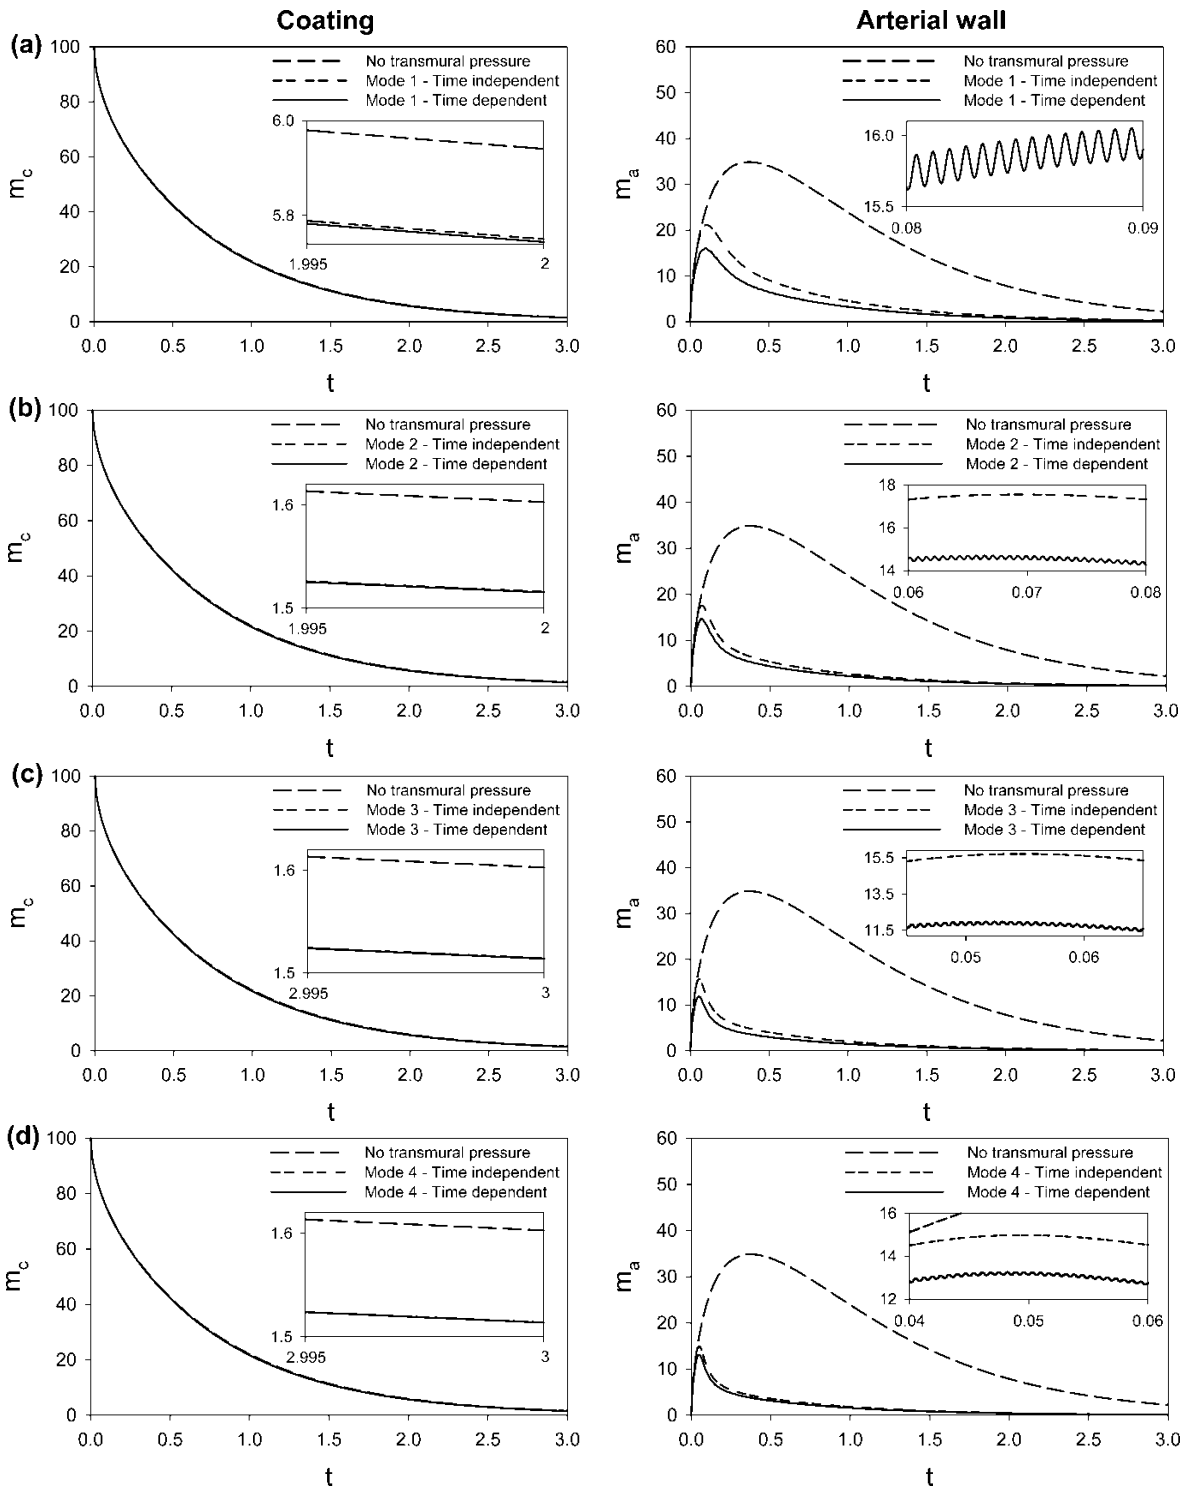 Coating
Arterial wall
(a)
100
80
60
40
20
0
m_c
No transmural pressure
Mode 1 - Time independent
Mode 1 - Time dependent
6.0
5.8
1.995 2
0.0 0.5 1.0 1.5 2.0 2.5 3.0
t
60
50
40
30
20
10
0
m_a
No transmural pressure
Mode 1 - Time independent
Mode 1 - Time dependent
16.0
15.5
0.08 0.09
0.0 0.5 1.0 1.5 2.0 2.5 3.0
t
(b)
100
80
60
40
20
0
m_c
No transmural pressure
Mode 2 - Time independent
Mode 2 - Time dependent
1.6
1.5
1.995 2
0.0 0.5 1.0 1.5 2.0 2.5 3.0
t
60
50
40
30
20
10
0
m_a
No transmural pressure
Mode 2 - Time independent
Mode 2 - Time dependent
18
17
16
15
14
0.06 0.07 0.08
0.0 0.5 1.0 1.5 2.0 2.5 3.0
t
(c)
100
80
60
40
20
0
m_c
No transmural pressure
Mode 3 - Time independent
Mode 3 - Time dependent
1.6
1.5
2.995 3
0.0 0.5 1.0 1.5 2.0 2.5 3.0
t
60
50
40
30
20
10
0
m_a
No transmural pressure
Mode 3 - Time independent
Mode 3 - Time dependent
15.5
13.5
11.5
0.05 0.06
0.0 0.5 1.0 1.5 2.0 2.5 3.0
t
(d)
100
80
60
40
20
0
m_c
No transmural pressure
Mode 4 - Time independent
Mode 4 - Time dependent
1.6
1.5
2.995 3
0.0 0.5 1.0 1.5 2.0 2.5 3.0
t
60
50
40
30
20
10
0
m_a
No transmural pressure
Mode 4 - Time independent
Mode 4 - Time dependent
16
15
14
13
12
0.04 0.05 0.06
0.0 0.5 1.0 1.5 2.0 2.5 3.0
t